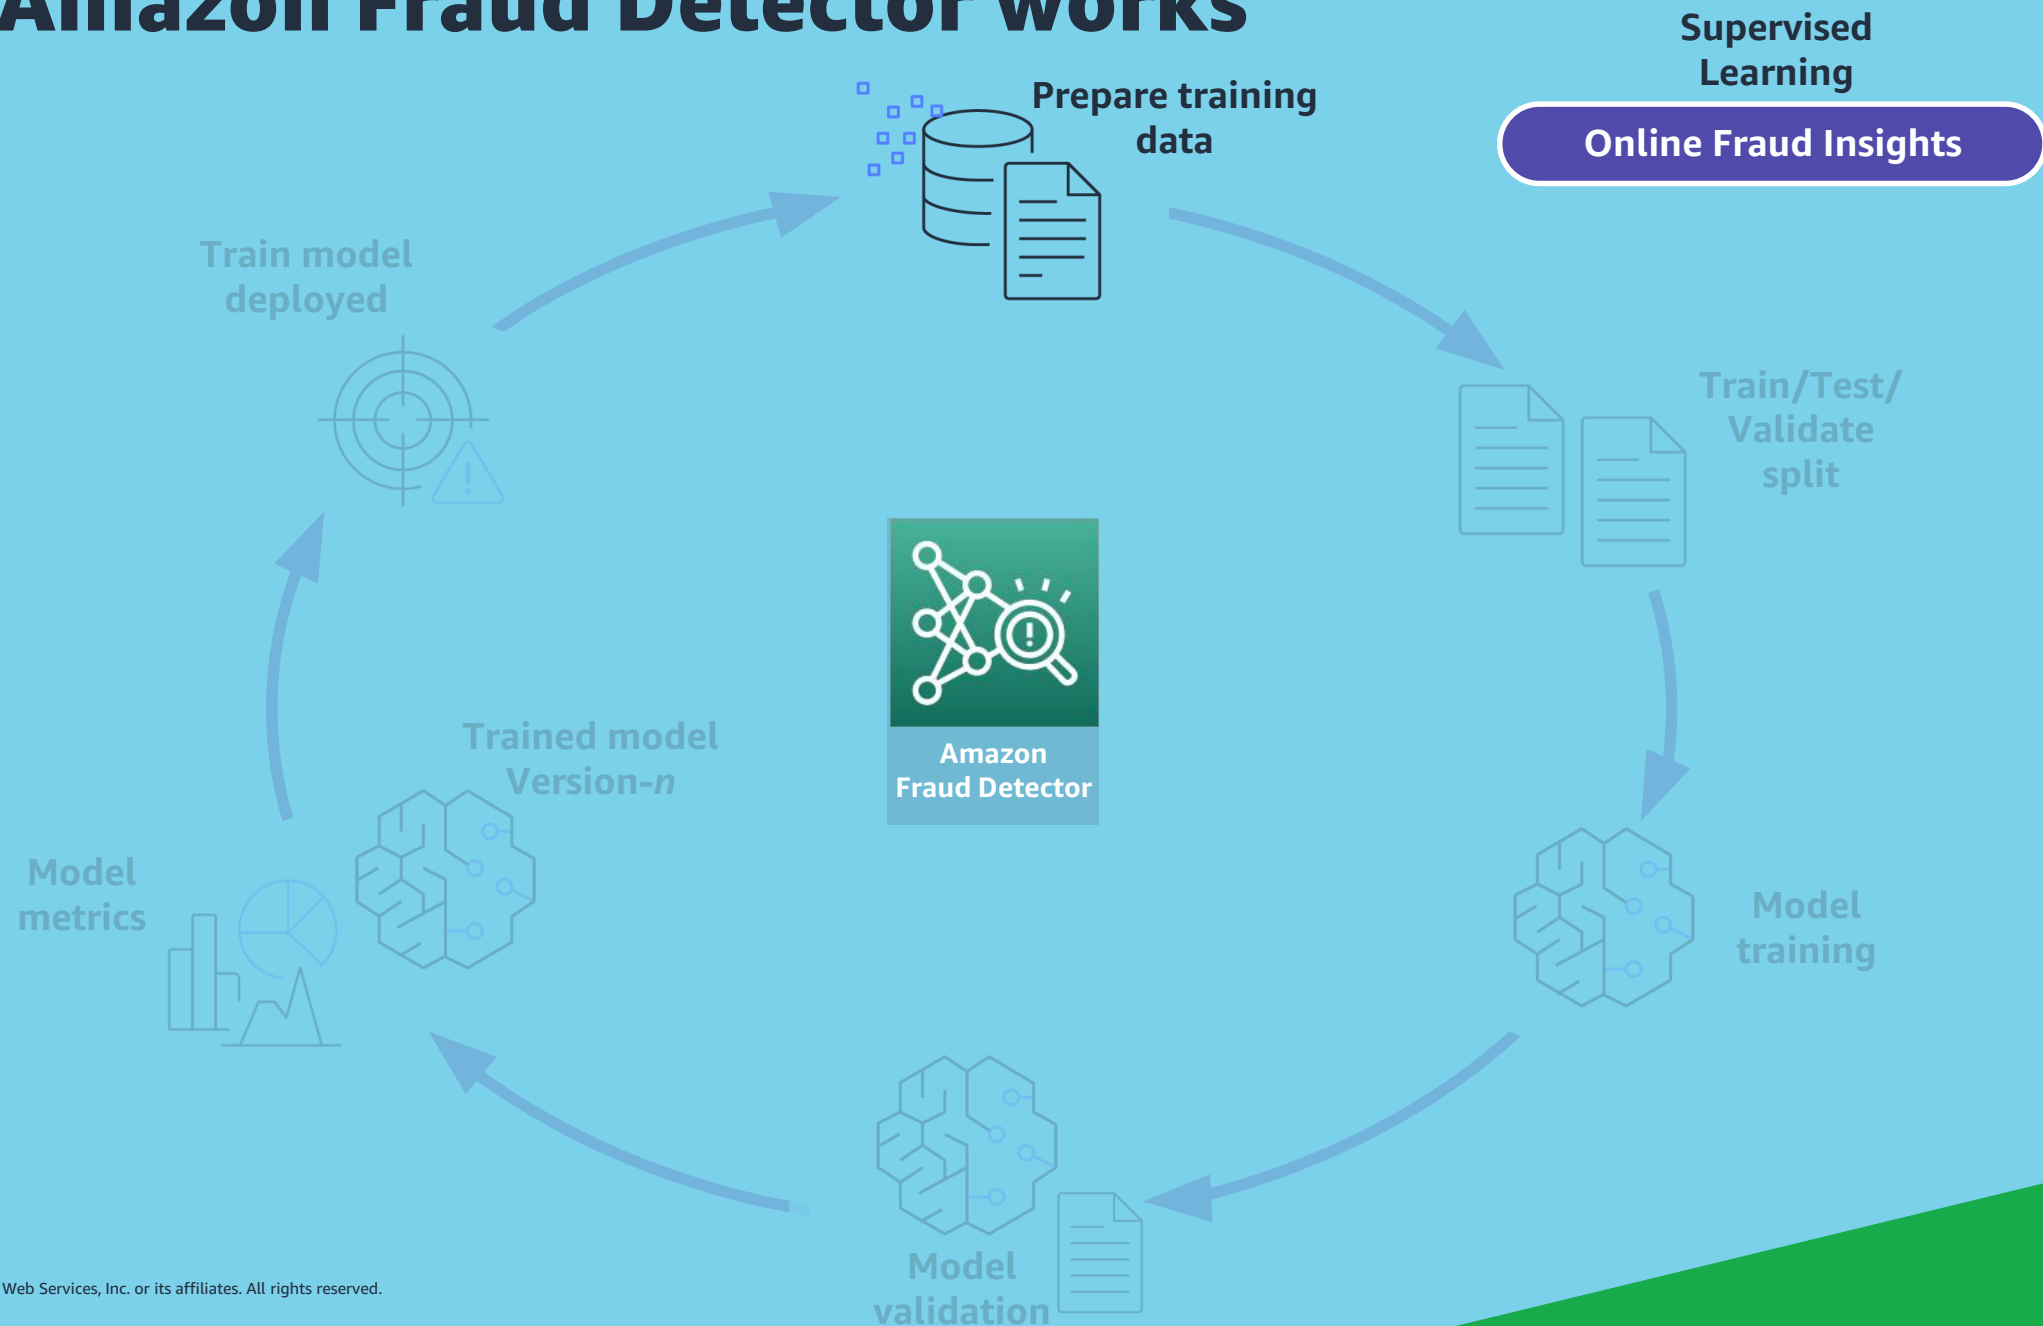 Amazon Fraud Detector works
Supervised
Learning
Online Fraud Insights
Prepare training
data
Train model
deployed
Train/Test/
Validate
split
Amazon
Fraud Detector
Trained model
Version-n
Model
metrics
Model
training
Model
validation
Web Services, Inc. or its affiliates. All rights reserved.